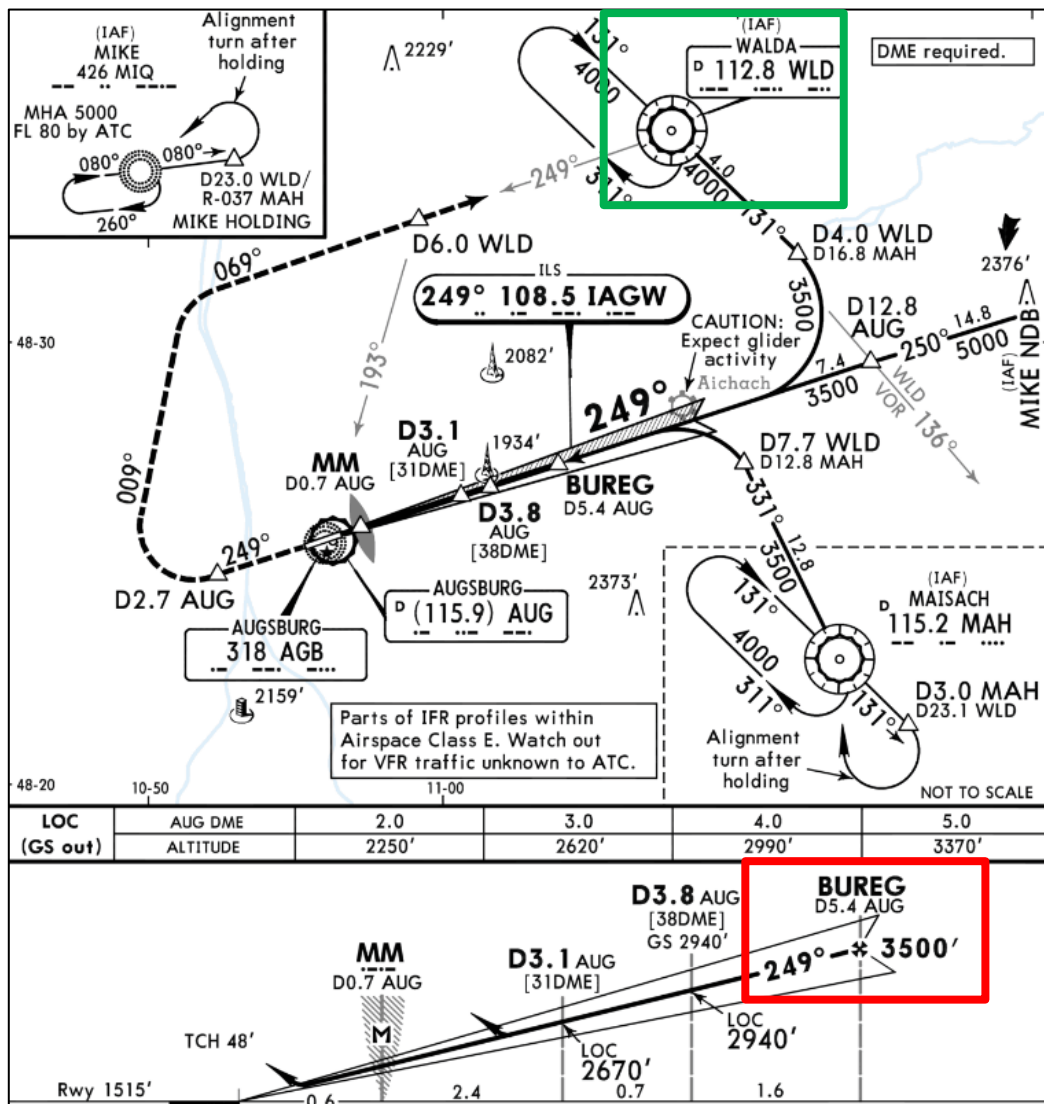 (IAF)
MIKE
426 MIQ
Alignment
turn after
holding
MHA 5000
FL 80 by ATC
080°
080°
260°
D23.0 WLD/
R-037 MAH
MIKE HOLDING
2229'
131°
4000
311°
(IAF)
WALDA
D 112.8 WLD
DME required.
249°
4.0
4000
131°
D4.0 WLD
D16.8 MAH
2376'
D6.0 WLD
069°
ILS
249° 108.5 IAGW
3500
D12.8
AUG
14.8
250°
5000
(IAF)
MIKE NDB
CAUTION:
Expect glider
activity
Aichach
7.4
3500
WLD
VOR 136°
48-30
193°
2082'
249°
D3.1
AUG
[31DME]
1934'
MM
D0.7 AUG
BUREG
D5.4 AUG
D3.8
AUG
[38DME]
D7.7 WLD
D12.8 MAH
331°
12.8
3500
009°
249°
D2.7 AUG
AUGSBURG
D (115.9) AUG
AUGSBURG
318 AGB
2373'
2159'
131°
4000
311°
(IAF)
MAISACH
D 115.2 MAH
131°
D3.0 MAH
D23.1 WLD
Alignment
turn after
holding
NOT TO SCALE
Parts of IFR profiles within
Airspace Class E. Watch out
for VFR traffic unknown to ATC.
48-20
10-50
11-00
LOC AUG DME 2.0 3.0 4.0 5.0
(GS out) ALTITUDE 2250' 2620' 2990' 3370'
BUREG
D5.4 AUG
D3.8 AUG
[38DME]
GS 2940'
MM
D0.7 AUG
D3.1 AUG
[31DME]
249°
3500'
M
TCH 48'
LOC
2940'
LOC
2670'
Rwy 1515'
0.6
2.4
0.7
1.6